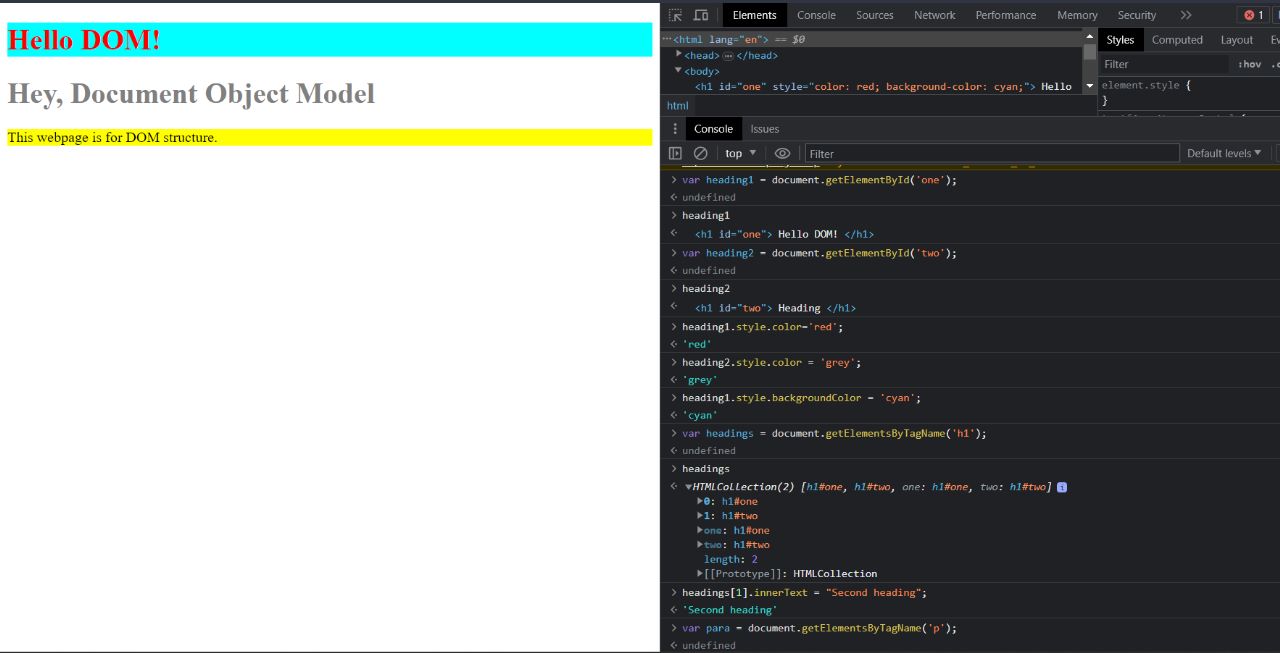 Hello DOM!
Hey, Document Object Model
This webpage is for DOM structure.
Elements Console Sources Network Performance Memory Security 1
<html lang="en"> == $0
<head> … </head>
<body>
<h1 id="one" style="color: red; background-color: cyan;"> Hello
html
Styles Computed Layout
Filter :hov
element.style {
}
Console Issues
top Filter Default levels
var heading1 = document.getElementById('one');
undefined
heading1
<h1 id="one"> Hello DOM! </h1>
var heading2 = document.getElementById('two');
undefined
heading2
<h1 id="two"> Heading </h1>
heading1.style.color='red';
'red'
heading2.style.color = 'grey';
'grey'
heading1.style.backgroundColor = 'cyan';
'cyan'
var headings = document.getElementsByTagName('h1');
undefined
headings
HTMLCollection(2) [h1#one, h1#two, one: h1#one, two: h1#two] i
0: h1#one
1: h1#two
one: h1#one
two: h1#two
length: 2
[[Prototype]]: HTMLCollection
headings[1].innerText = "Second heading";
'Second heading'
var para = document.getElementsByTagName('p');
undefined